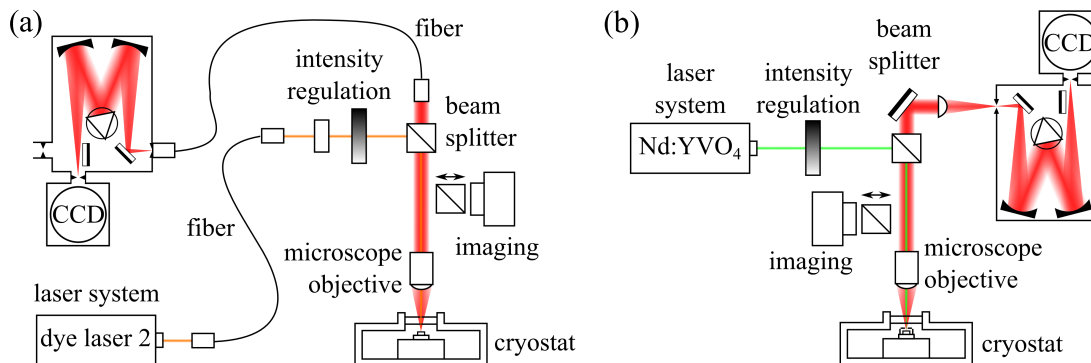 (a)
fiber
intensity
regulation
beam
splitter
CCD
fiber
imaging
microscope
objective
laser system
dye laser 2
cryostat
(b)
beam
splitter
CCD
laser
system
intensity
regulation
Nd:YVO4
imaging
microscope
objective
cryostat